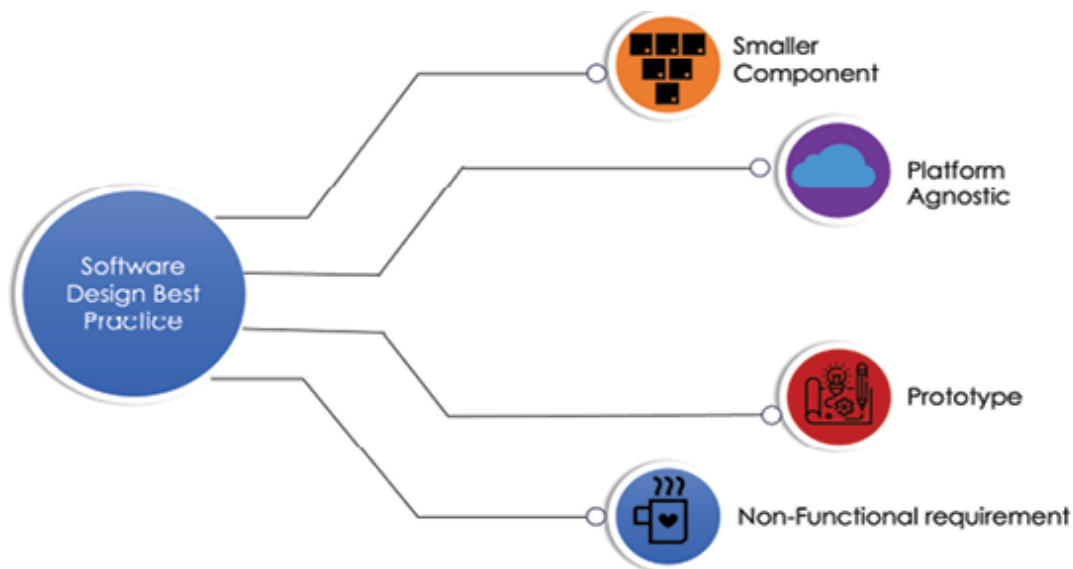 Smaller
Component
Platform
Agnostic
Software
Design Best
Practice
Prototype
Non-Functional requirement